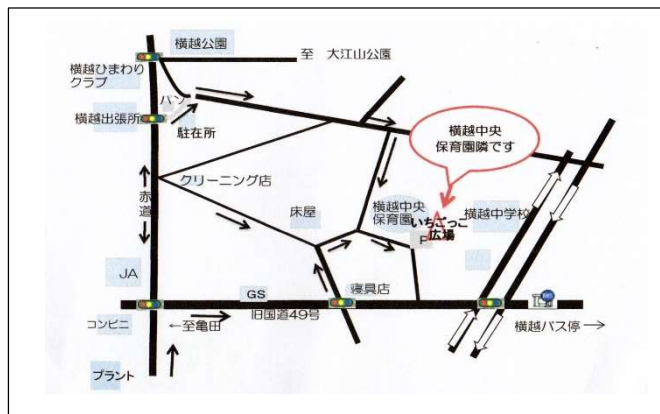 横越公園
至 大江山公園
横越ひまわり
クラブ
パン
横越出張所
駐在所
横越中央
保育園隣です
クリーニング店
赤道
床屋
横越中央
保育園
いちごっこ
広場
P
横越中学校
JA
GS
寝具店
旧国道49号
コンビニ
←至亀田
横越バス停→
プラント